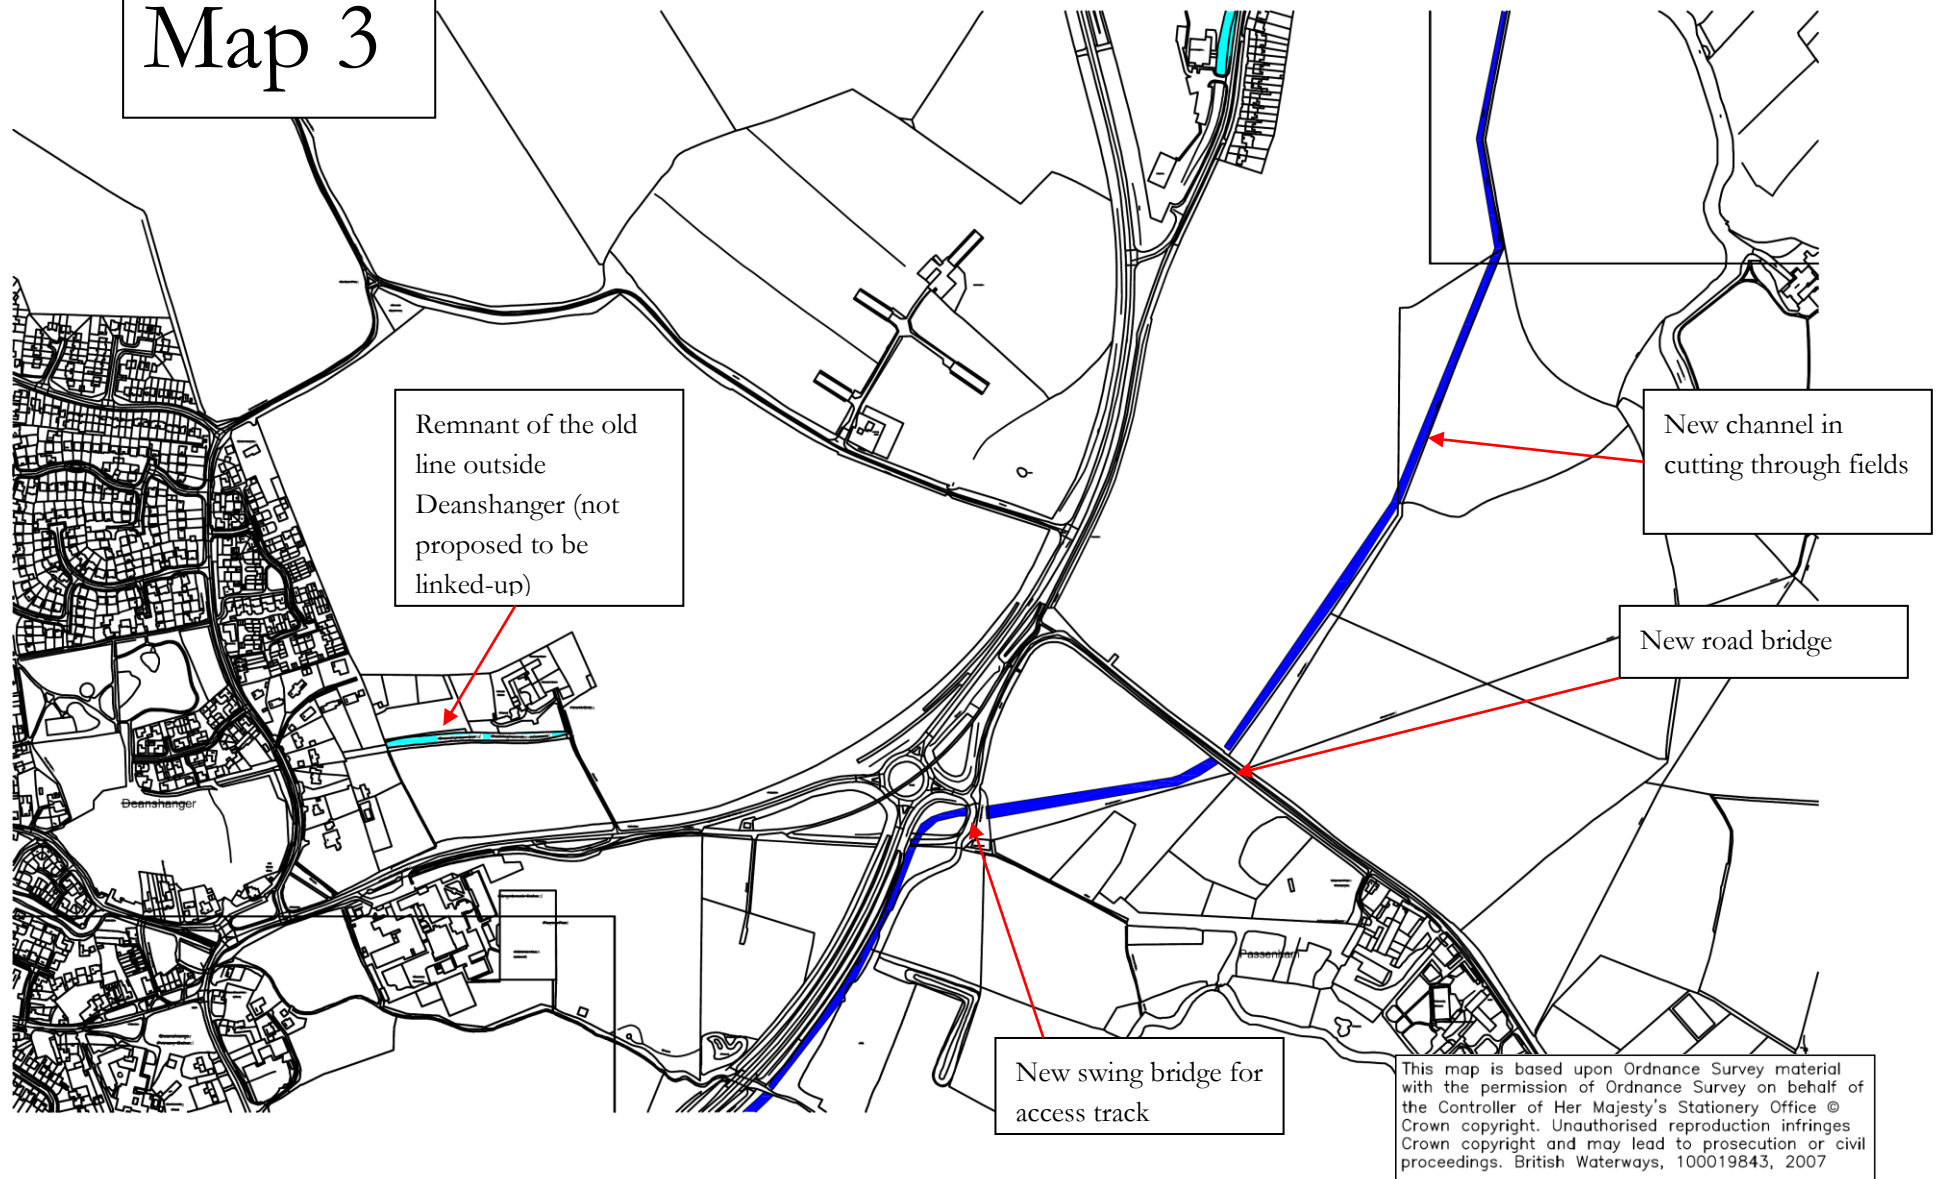 Map 3
Remnant of the old
line outside
Deanshanger (not
proposed to be
linked-up)
New channel in
cutting through fields
New road bridge
Deanshanger
Passenham
New swing bridge for
access track
This map is based upon Ordnance Survey material
with the permission of Ordnance Survey on behalf of
the Controller of Her Majesty's Stationery Office ©
Crown copyright. Unauthorised reproduction infringes
Crown copyright and may lead to prosecution or civil
proceedings. British Waterways, 100019843, 2007